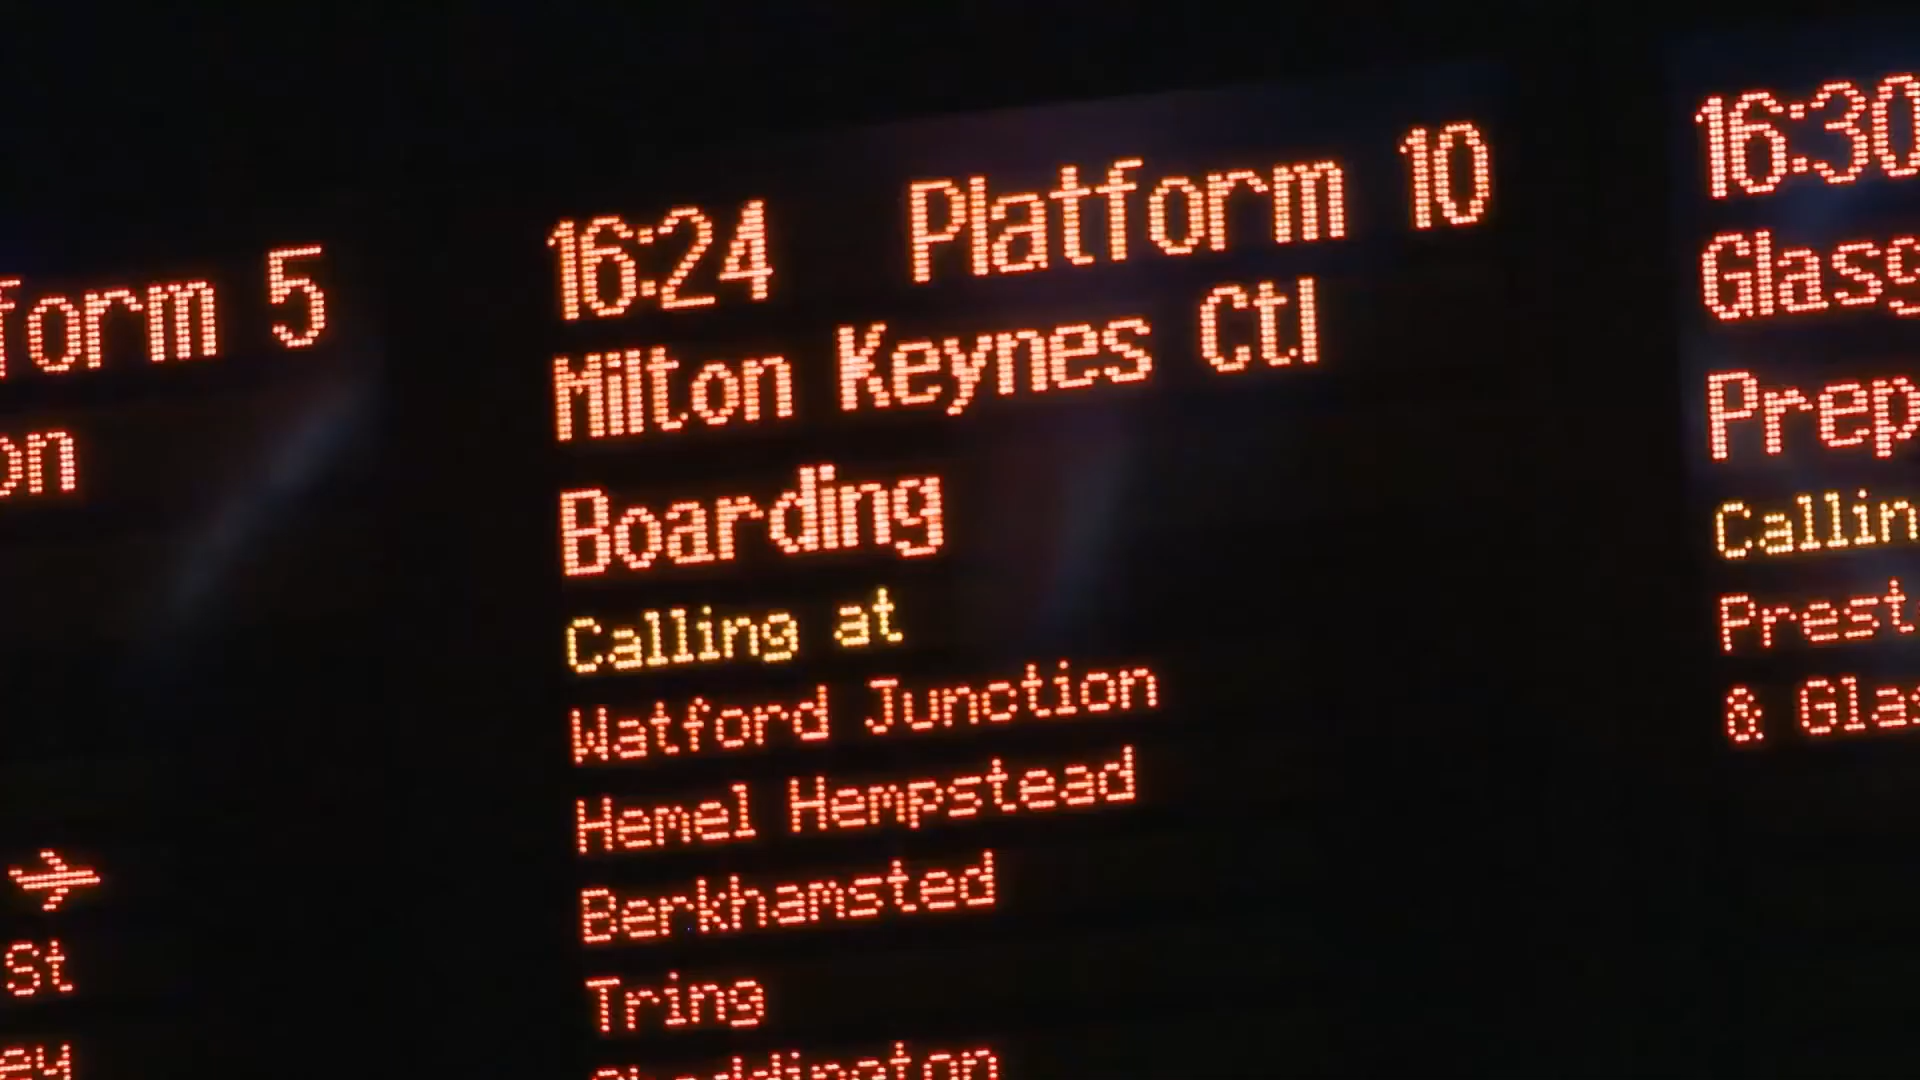 form 5
on
St
ey
16:24 Platform 10
Milton Keynes Ctl
Boarding
Calling at
Watford Junction
Hemel Hempstead
Berkhamsted
Tring
16:30
Glasg
Prep
Callin
Prest
& Glas